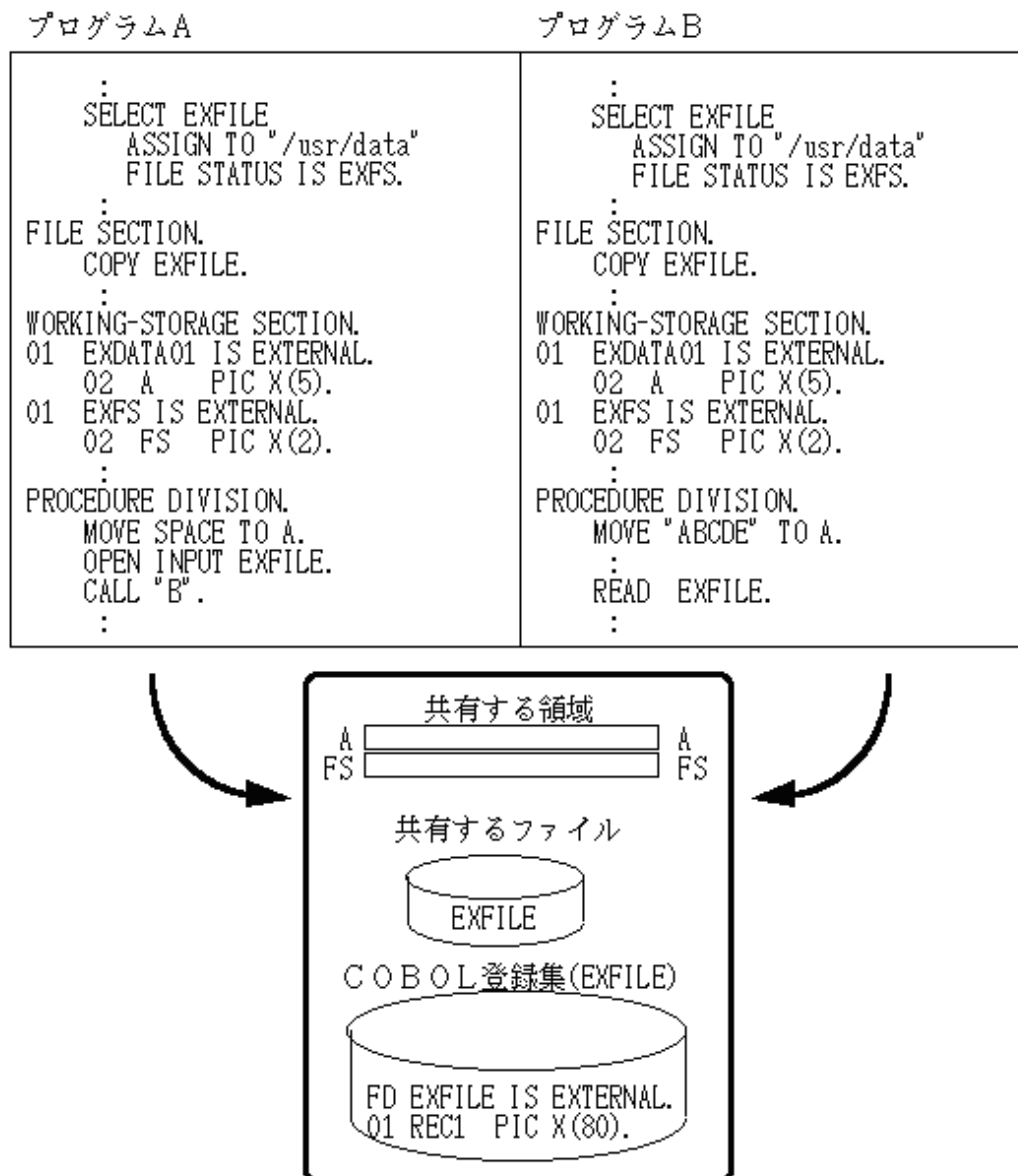 プログラムＡ
:
SELECT EXFILE
ASSIGN TO "/usr/data"
FILE STATUS IS EXFS.
:
FILE SECTION.
COPY EXFILE.
:
WORKING-STORAGE SECTION.
01 EXDATA01 IS EXTERNAL.
02 A PIC X(5).
01 EXFS IS EXTERNAL.
02 FS PIC X(2).
:
PROCEDURE DIVISION.
MOVE SPACE TO A.
OPEN INPUT EXFILE.
CALL "B".
:
プログラムＢ
:
SELECT EXFILE
ASSIGN TO "/usr/data"
FILE STATUS IS EXFS.
:
FILE SECTION.
COPY EXFILE.
:
WORKING-STORAGE SECTION.
01 EXDATA01 IS EXTERNAL.
02 A PIC X(5).
01 EXFS IS EXTERNAL.
02 FS PIC X(2).
:
PROCEDURE DIVISION.
MOVE "ABCDE" TO A.
:
READ EXFILE.
:
共有する領域
A A
FS FS
共有するファイル
EXFILE
ＣＯＢＯＬ登録集(EXFILE)
FD EXFILE IS EXTERNAL.
01 REC1 PIC X(80).